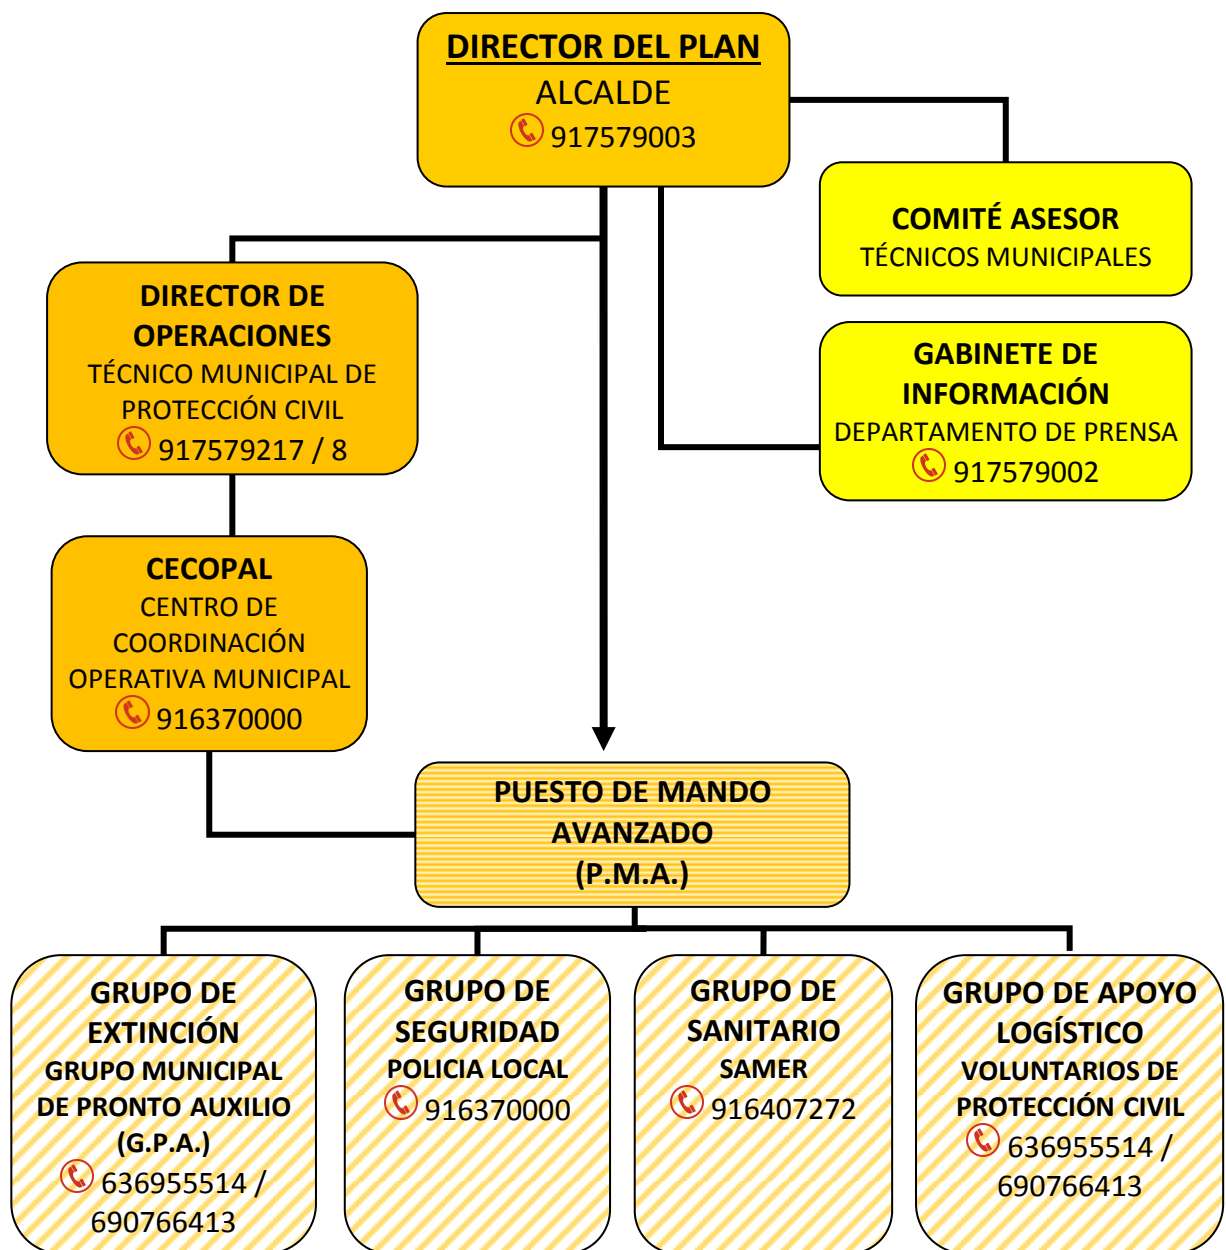 DIRECTOR DEL PLAN
ALCALDE
917579003
COMITÉ ASESOR
TÉCNICOS MUNICIPALES
DIRECTOR DE
OPERACIONES
TÉCNICO MUNICIPAL DE
PROTECCIÓN CIVIL
917579217 / 8
GABINETE DE
INFORMACIÓN
DEPARTAMENTO DE PRENSA
917579002
CECOPAL
CENTRO DE
COORDINACIÓN
OPERATIVA MUNICIPAL
916370000
PUESTO DE MANDO
AVANZADO
(P.M.A.)
GRUPO DE
EXTINCIÓN
GRUPO MUNICIPAL
DE PRONTO AUXILIO
(G.P.A.)
636955514 /
690766413
GRUPO DE
SEGURIDAD
POLICIA LOCAL
916370000
GRUPO DE
SANITARIO
SAMER
916407272
GRUPO DE APOYO
LOGÍSTICO
VOLUNTARIOS DE
PROTECCIÓN CIVIL
636955514 /
690766413